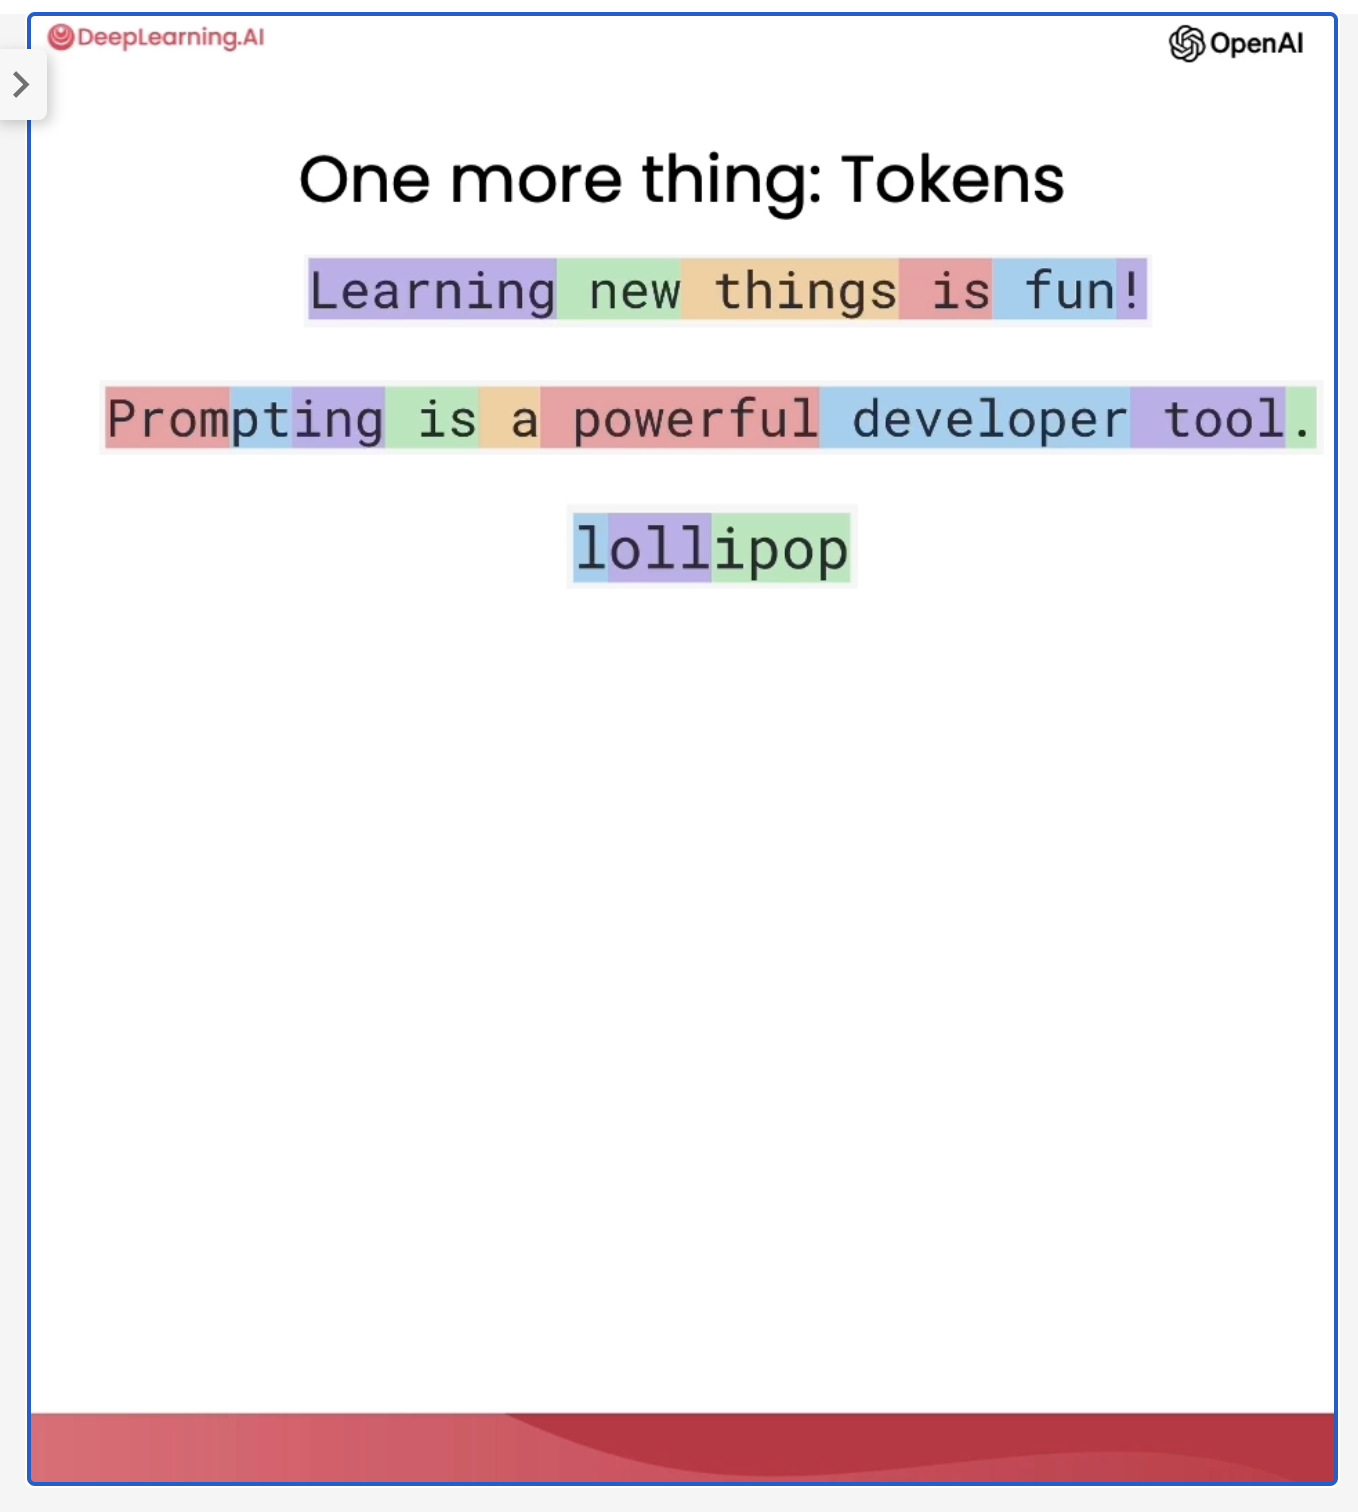 DeepLearning.AI
OpenAI
One more thing: Tokens
Learning new things is fun!
Prompting is a powerful developer tool.
lollipop